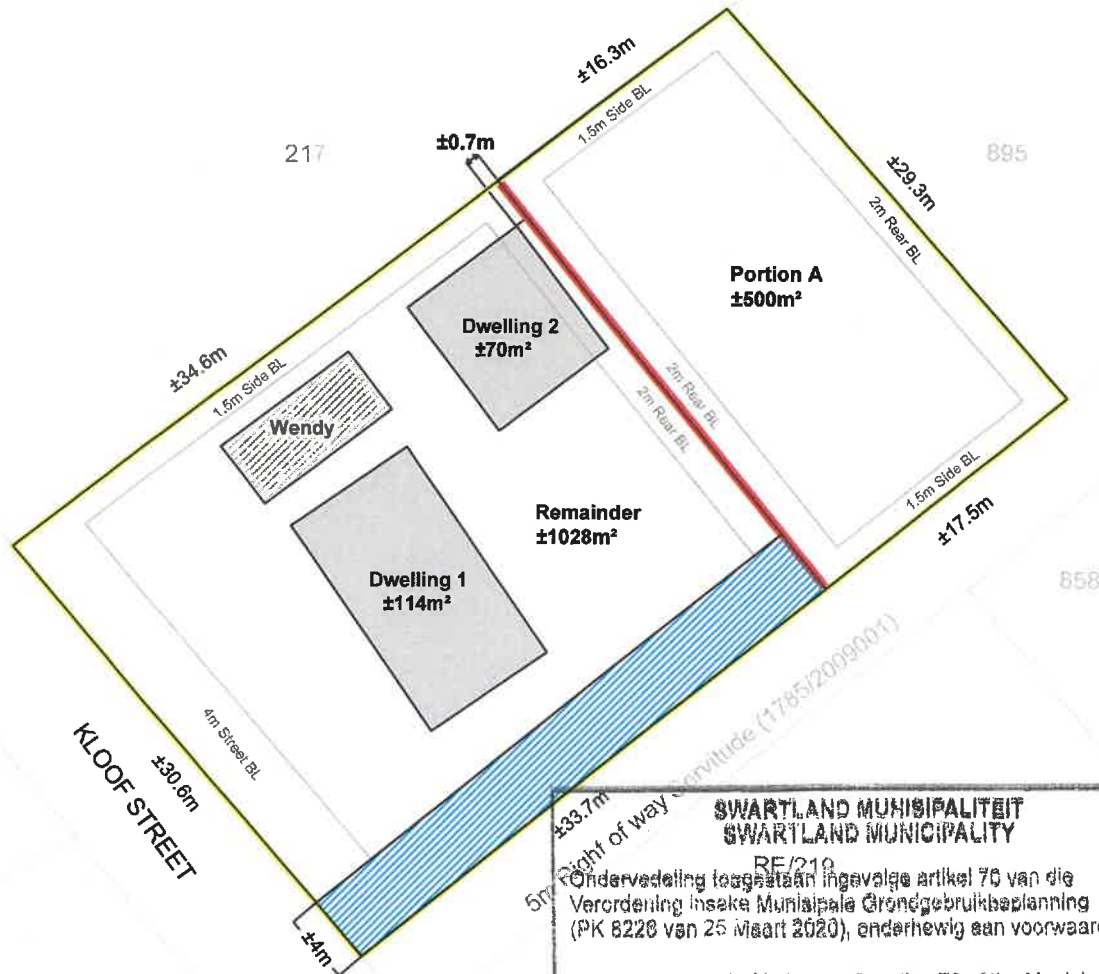 ±16.3m
1.5m Side BL
±0.7m
217
895
±29.3m
2m Rear BL
Portion A
±500m²
Dwelling 2
±70m²
±34.6m
1.5m Side BL
2m Rear BL
2m Rear BL
Wendy
1.5m Side BL
±17.5m
Remainder
±1028m²
Dwelling 1
±114m²
858
4m Street BL
KLOOF STREET
±30.6m
±33.7m
5m Right of way Servitude (1785/2009001)
±4m
SWARTLAND MUNISIPALITEIT
SWARTLAND MUNICIPALITY
RE/219
Ondervedeling toegestaan ingevolge artikel 70 van die
Verordening insake Munisipale Grondgebruikbeplanning
(PK 8226 van 25 Maart 2020), onderhewig aan voorwaar